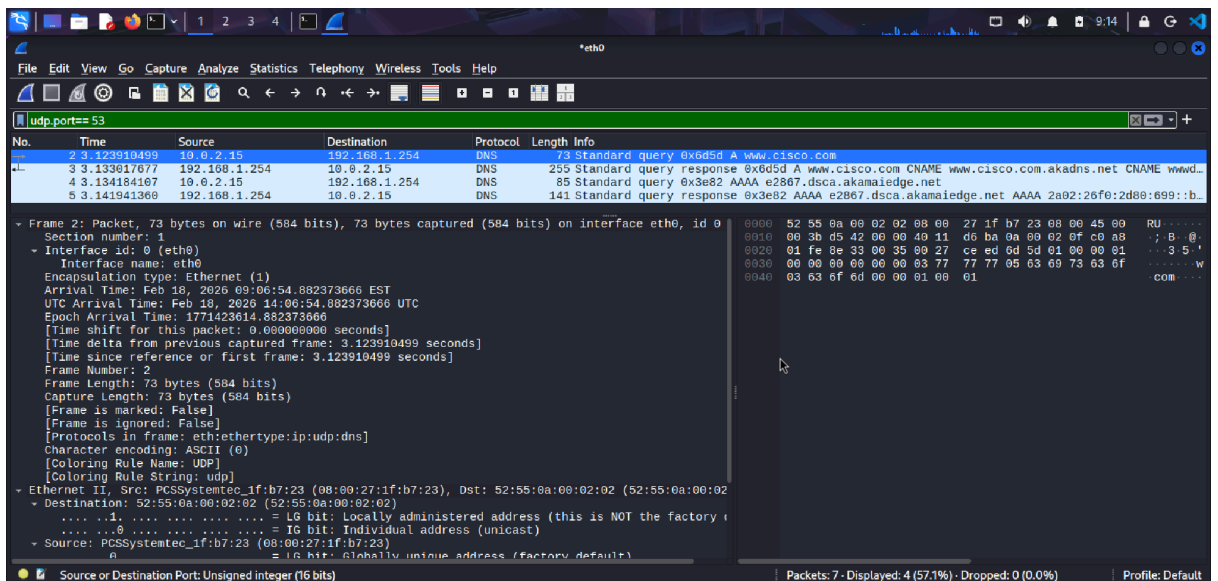 1 2 3 4 9:14
*eth0
File Edit View Go Capture Analyze Statistics Telephony Wireless Tools Help
udp.port== 53
No. Time Source Destination Protocol Length Info
2 3.123910499 10.0.2.15 192.168.1.254 DNS 73 Standard query 0x6d5d A www.cisco.com
3 3.133017677 192.168.1.254 10.0.2.15 DNS 255 Standard query response 0x6d5d A www.cisco.com CNAME www.cisco.com.akadns.net CNAME wwwd…
4 3.134184107 10.0.2.15 192.168.1.254 DNS 85 Standard query 0x3e82 AAAA e2867.dsca.akamaiedge.net
5 3.141941360 192.168.1.254 10.0.2.15 DNS 141 Standard query response 0x3e82 AAAA e2867.dsca.akamaiedge.net AAAA 2a02:26f0:2d80:699::b…
Frame 2: Packet, 73 bytes on wire (584 bits), 73 bytes captured (584 bits) on interface eth0, id 0
Section number: 1
Interface id: 0 (eth0)
Interface name: eth0
Encapsulation type: Ethernet (1)
Arrival Time: Feb 18, 2026 09:06:54.882373666 EST
UTC Arrival Time: Feb 18, 2026 14:06:54.882373666 UTC
Epoch Arrival Time: 1771423614.882373666
[Time shift for this packet: 0.000000000 seconds]
[Time delta from previous captured frame: 3.123910499 seconds]
[Time since reference or first frame: 3.123910499 seconds]
Frame Number: 2
Frame Length: 73 bytes (584 bits)
Capture Length: 73 bytes (584 bits)
[Frame is marked: False]
[Frame is ignored: False]
[Protocols in frame: eth:ethertype:ip:udp:dns]
Character encoding: ASCII (0)
[Coloring Rule Name: UDP]
[Coloring Rule String: udp]
Ethernet II, Src: PCSSystemtec_1f:b7:23 (08:00:27:1f:b7:23), Dst: 52:55:0a:00:02:02 (52:55:0a:00:02
Destination: 52:55:0a:00:02:02 (52:55:0a:00:02:02)
.... ..1. .... .... .... .... = LG bit: Locally administered address (this is NOT the factory
.... ...0 .... .... .... .... = IG bit: Individual address (unicast)
Source: PCSSystemtec_1f:b7:23 (08:00:27:1f:b7:23)
= LG bit: Globally unique address (factory default)
0000 52 55 0a 00 02 02 08 00 27 1f b7 23 08 00 45 00 RU
0010 00 3b d5 42 00 00 40 11 d6 ba 0a 00 02 0f c0 a8 ·;·B··@·
0020 01 fe 8e 33 00 35 00 27 ce ed 6d 5d 01 00 00 01 ···3·5·'
0030 00 00 00 00 00 00 03 77 77 77 05 63 69 73 63 6f ·······w
0040 03 63 6f 6d 00 00 01 00 01 ·com····
Source or Destination Port: Unsigned integer (16 bits) Packets: 7 · Displayed: 4 (57.1%) · Dropped: 0 (0.0%) Profile: Default